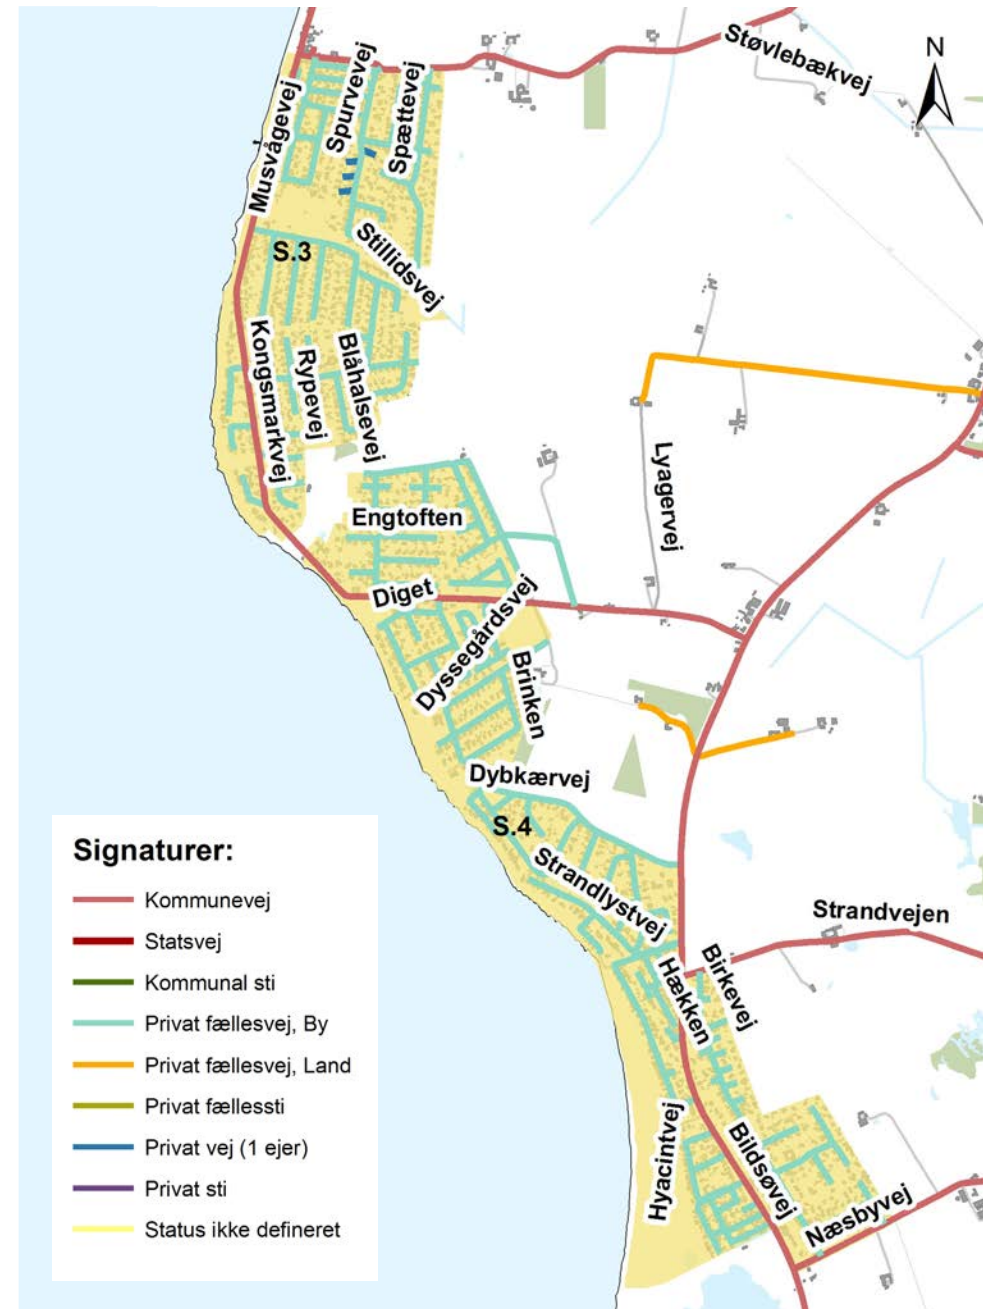 N
Støvlebækvej
Musvågevej
Spurvevej
Spættevej
S.3
Stillidsvej
Kongsmarkvej
Rypevej
Blåhalsevej
Lyagervej
Engtoften
Diget
Dyssegårdsvej
Brinken
Dybkærvej
S.4
Strandlystvej
Strandvejen
Hækken
Birkevej
Hyacintvej
Bildsøvej
Næsbyvej
Signaturer:
Kommunevej
Statsvej
Kommunal sti
Privat fællesvej, By
Privat fællesvej, Land
Privat fællessti
Privat vej (1 ejer)
Privat sti
Status ikke defineret